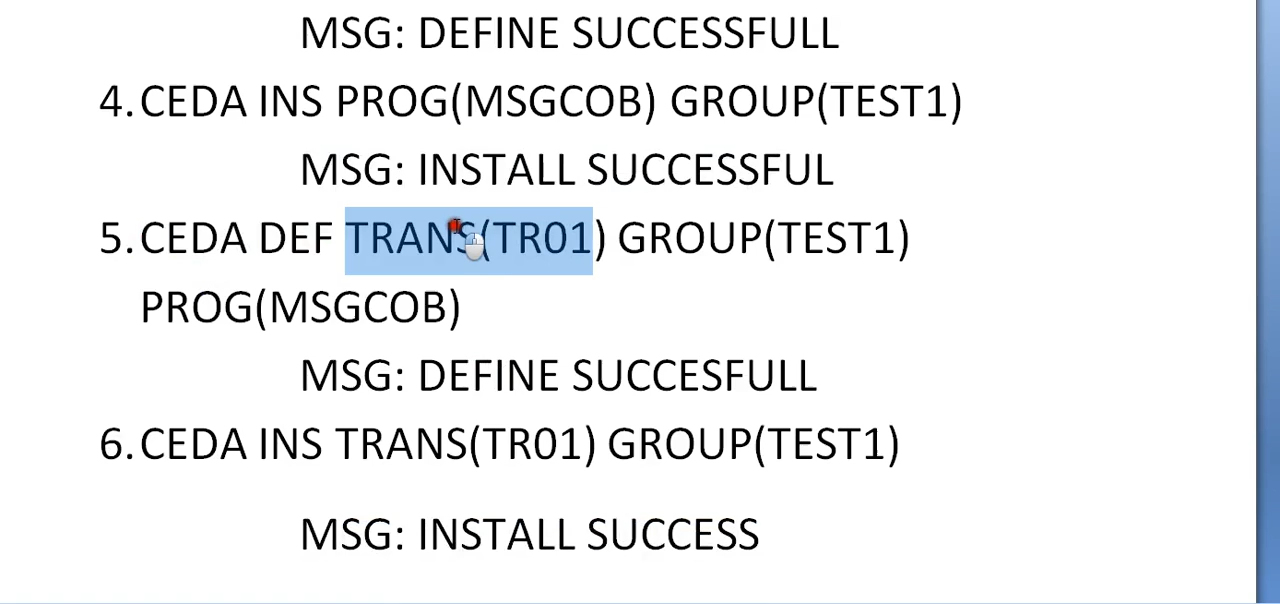 MSG: DEFINE SUCCESSFULL
4. CEDA INS PROG(MSGCOB) GROUP(TEST1)
MSG: INSTALL SUCCESSFUL
5. CEDA DEF TRANS(TR01) GROUP(TEST1)
PROG(MSGCOB)
MSG: DEFINE SUCCESFULL
6. CEDA INS TRANS(TR01) GROUP(TEST1)
MSG: INSTALL SUCCESS